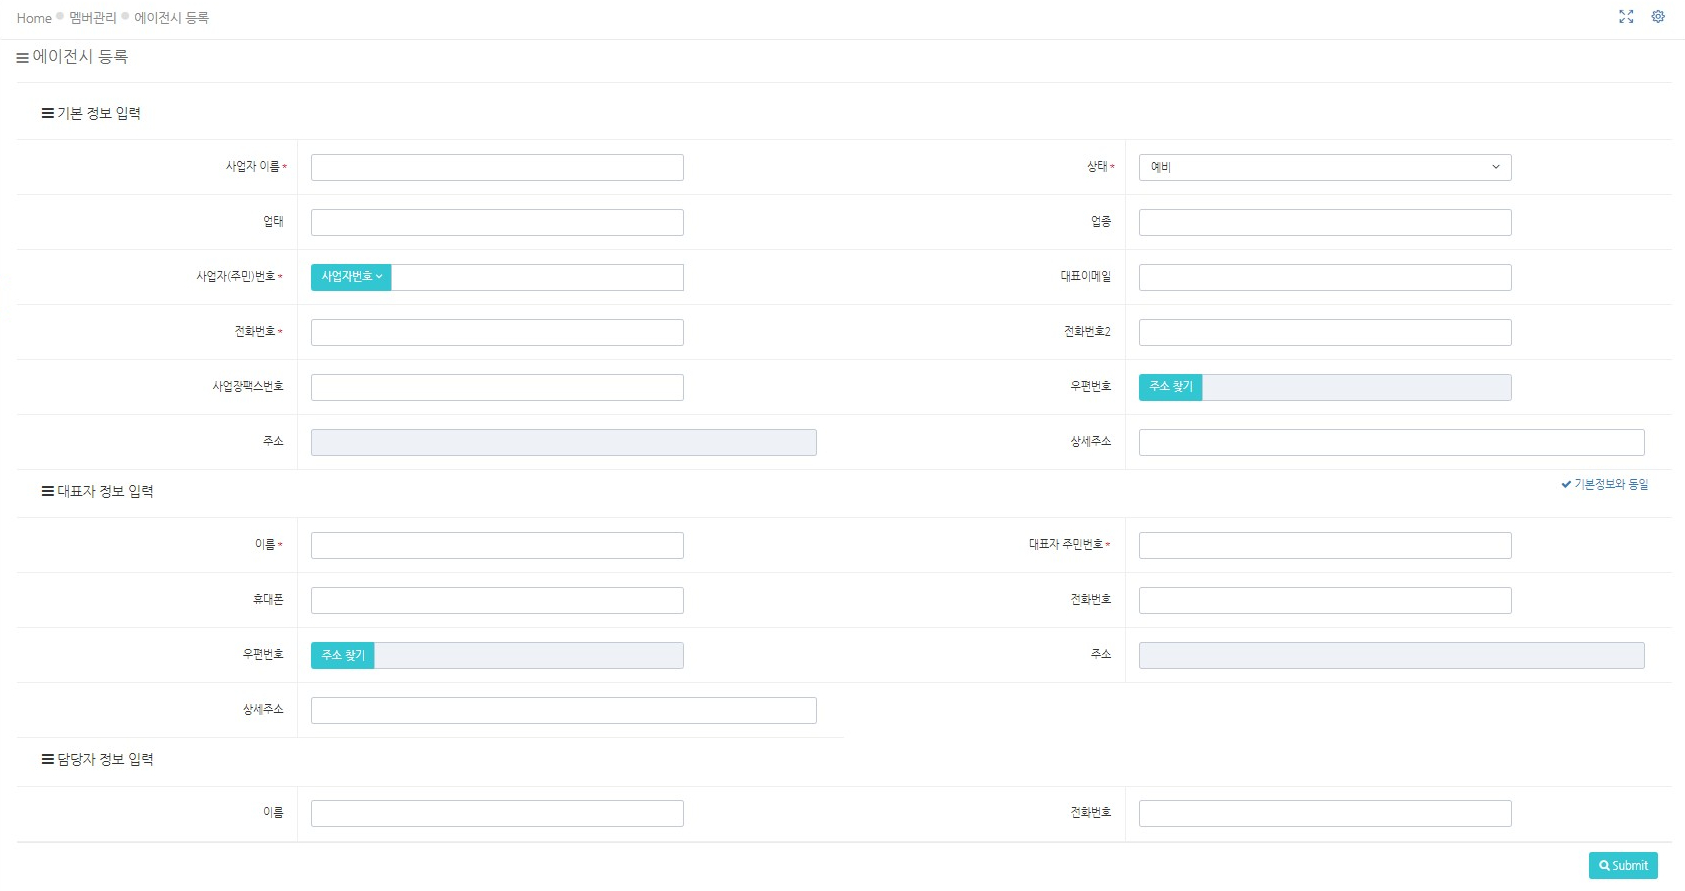 Home 멤버관리 에이전시 등록
에이전시 등록
기본 정보 입력
사업자 이름 * 상태 * 예비
업태 업종
사업자(주민)번호 * 사업자번호 대표이메일
전화번호 * 전화번호2
사업장팩스번호 우편번호 주소 찾기
주소 상세주소
대표자 정보 입력 기본정보와 동일
이름 * 대표자 주민번호 *
휴대폰 전화번호
우편번호 주소 찾기 주소
상세주소
담당자 정보 입력
이름 전화번호
Submit